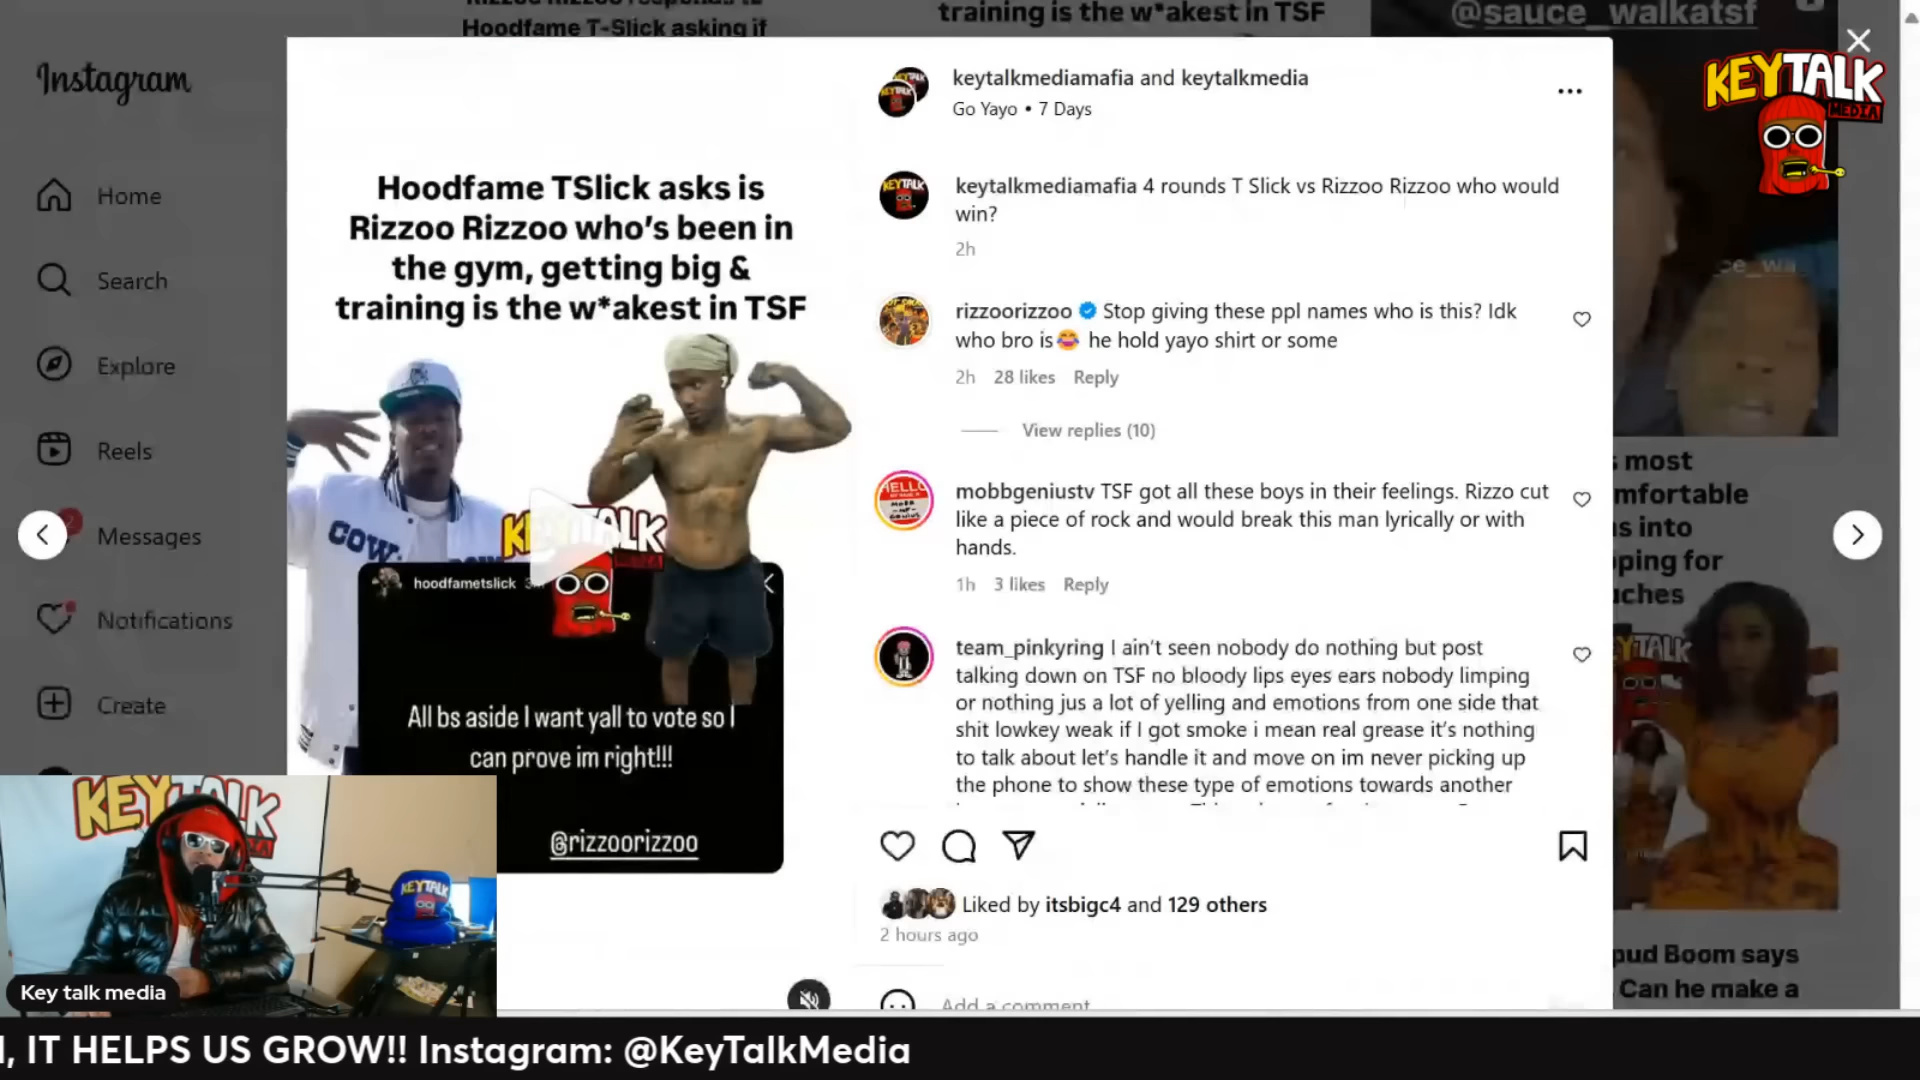 Hoodfame T-Slick asking if
training is the w*akest in TSF
@sauce_walkatsf
Instagram
KEYTALK
MEDIA
Home
Search
Explore
Reels
Messages
Notifications
Create
Hoodfame TSlick asks is
Rizzoo Rizzoo who's been in
the gym, getting big &
training is the w*akest in TSF
COW
KEYTALK
hoodfametslick
All bs aside I want yall to vote so I
can prove im right!!!
@rizzoorizzoo
keytalkmediamafia and keytalkmedia
Go Yayo • 7 Days
keytalkmediamafia 4 rounds T Slick vs Rizzoo Rizzoo who would
win?
2h
rizzoorizzoo Stop giving these ppl names who is this? Idk
who bro is😂 he hold yayo shirt or some
2h 28 likes Reply
View replies (10)
mobbgeniustv TSF got all these boys in their feelings. Rizzo cut
like a piece of rock and would break this man lyrically or with
hands.
1h 3 likes Reply
team_pinkyring I ain't seen nobody do nothing but post
talking down on TSF no bloody lips eyes ears nobody limping
or nothing jus a lot of yelling and emotions from one side that
shit lowkey weak if I got smoke i mean real grease it's nothing
to talk about let's handle it and move on im never picking up
the phone to show these type of emotions towards another
Liked by itsbigc4 and 129 others
2 hours ago
Add a comment
most
mfortable
s into
ping for
ches
pud Boom says
Can he make a
KEYTALK
KEYTALK
Key talk media
, IT HELPS US GROW!! Instagram: @KeyTalkMedia